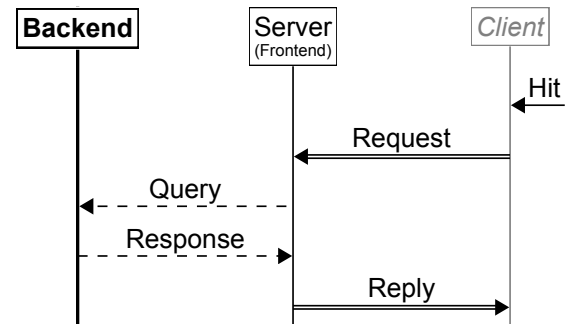 Backend
Server
(Frontend)
Client
Hit
Request
Query
Response
Reply